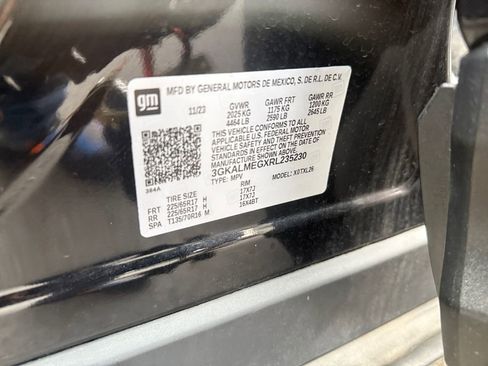 gm
MFD BY GENERAL MOTORS DE MEXICO, S. DE R.L. DE C.V.
11/23 GVWR GAWR FRT GAWR RR
2025 KG 1175 KG 1200 KG
4464 LB 2590 LB 2645 LB
THIS VEHICLE CONFORMS TO ALL
APPLICABLE U.S. FEDERAL MOTOR
VEHICLE SAFETY AND THEFT PREVENTION
STANDARDS IN EFFECT ON THE DATE OF
MANUFACTURE SHOWN ABOVE.
3GKALMEGXRL235230
384A TYPE: MPV MODEL: X0TXL26
TIRE SIZE RIM
FRT 225/65R17 H 17X7J
RR 225/65R17 H 17X7J
SPA T135/70R16 M 16X4BT